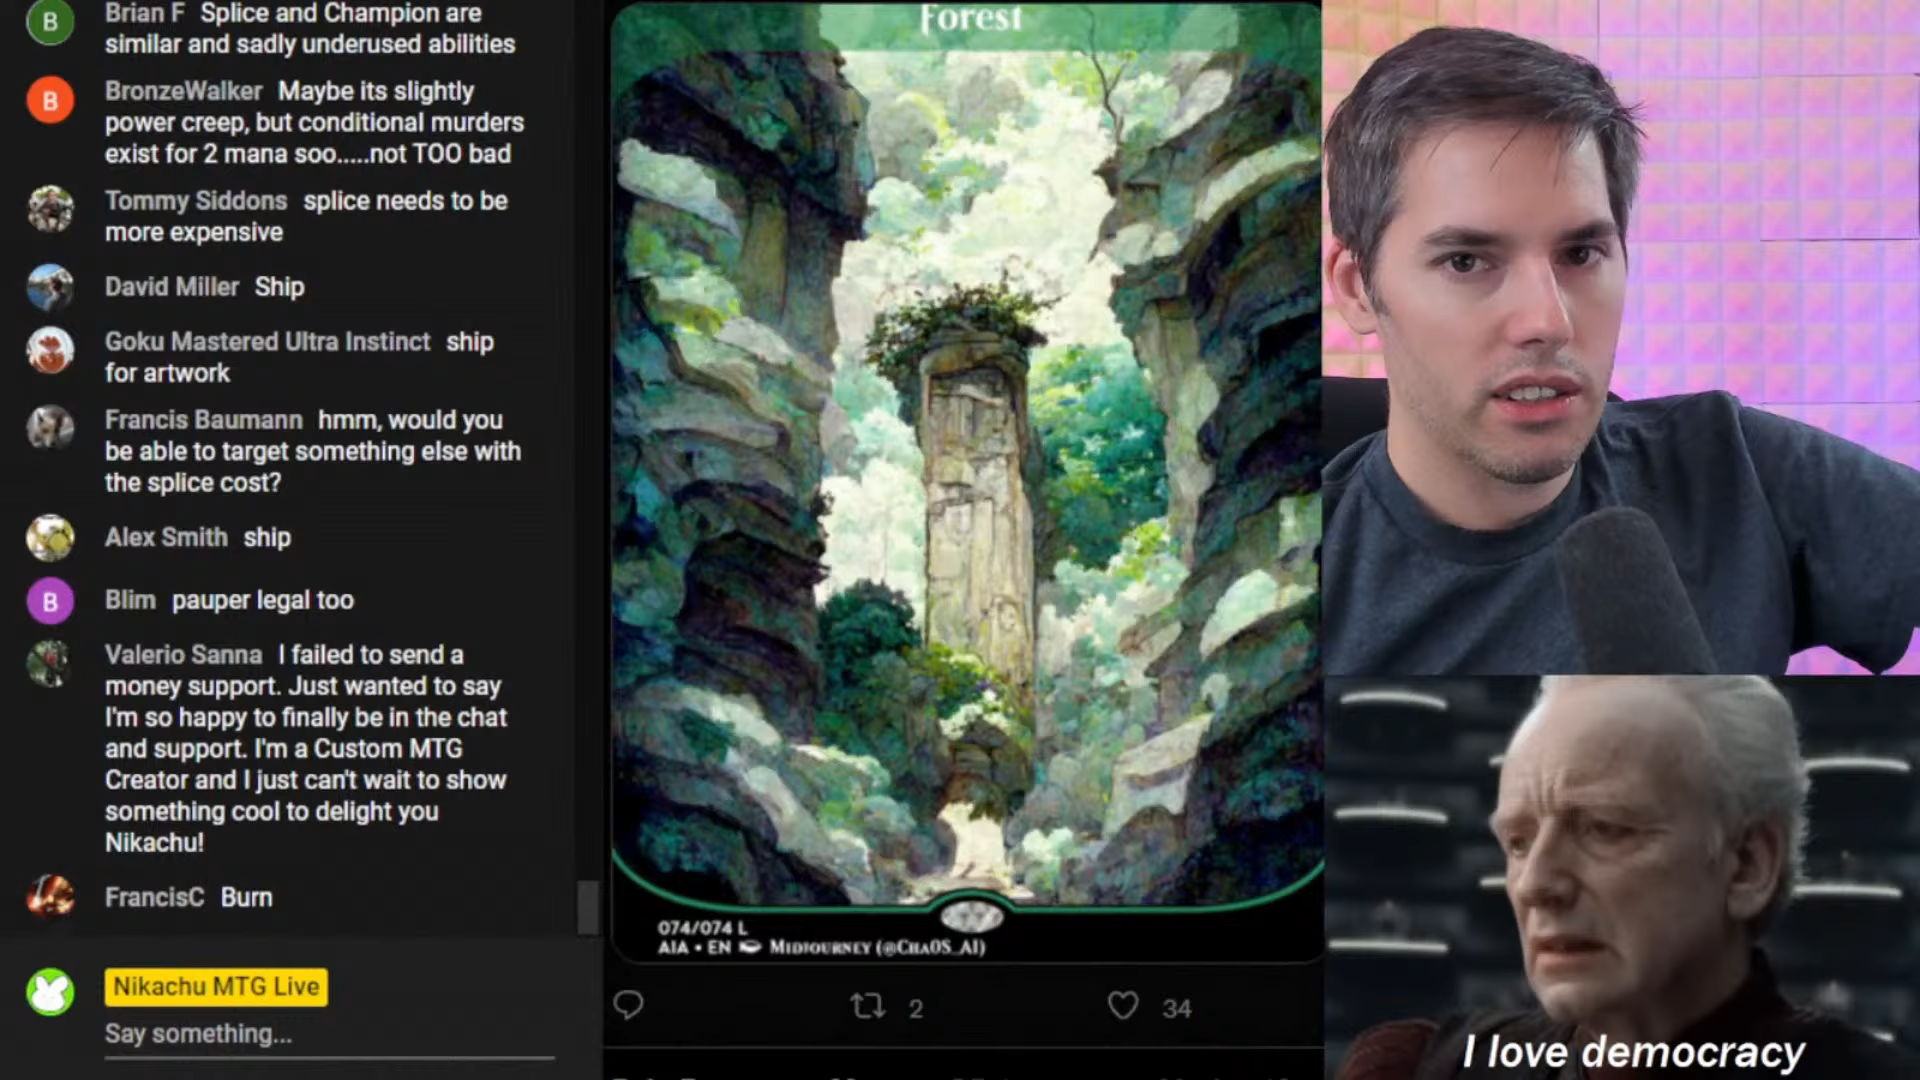 Brian F Splice and Champion are
similar and sadly underused abilities
BronzeWalker Maybe its slightly
power creep, but conditional murders
exist for 2 mana soo.....not TOO bad
Tommy Siddons splice needs to be
more expensive
David Miller Ship
Goku Mastered Ultra Instinct ship
for artwork
Francis Baumann hmm, would you
be able to target something else with
the splice cost?
Alex Smith ship
Blim pauper legal too
Valerio Sanna I failed to send a
money support. Just wanted to say
I'm so happy to finally be in the chat
and support. I'm a Custom MTG
Creator and I just can't wait to show
something cool to delight you
Nikachu!
FrancisC Burn
Nikachu MTG Live
Say something...
B
B
B
Forest
074/074 L
AIA • EN Midjourney (@ChaOS_AI)
2
34
I love democracy